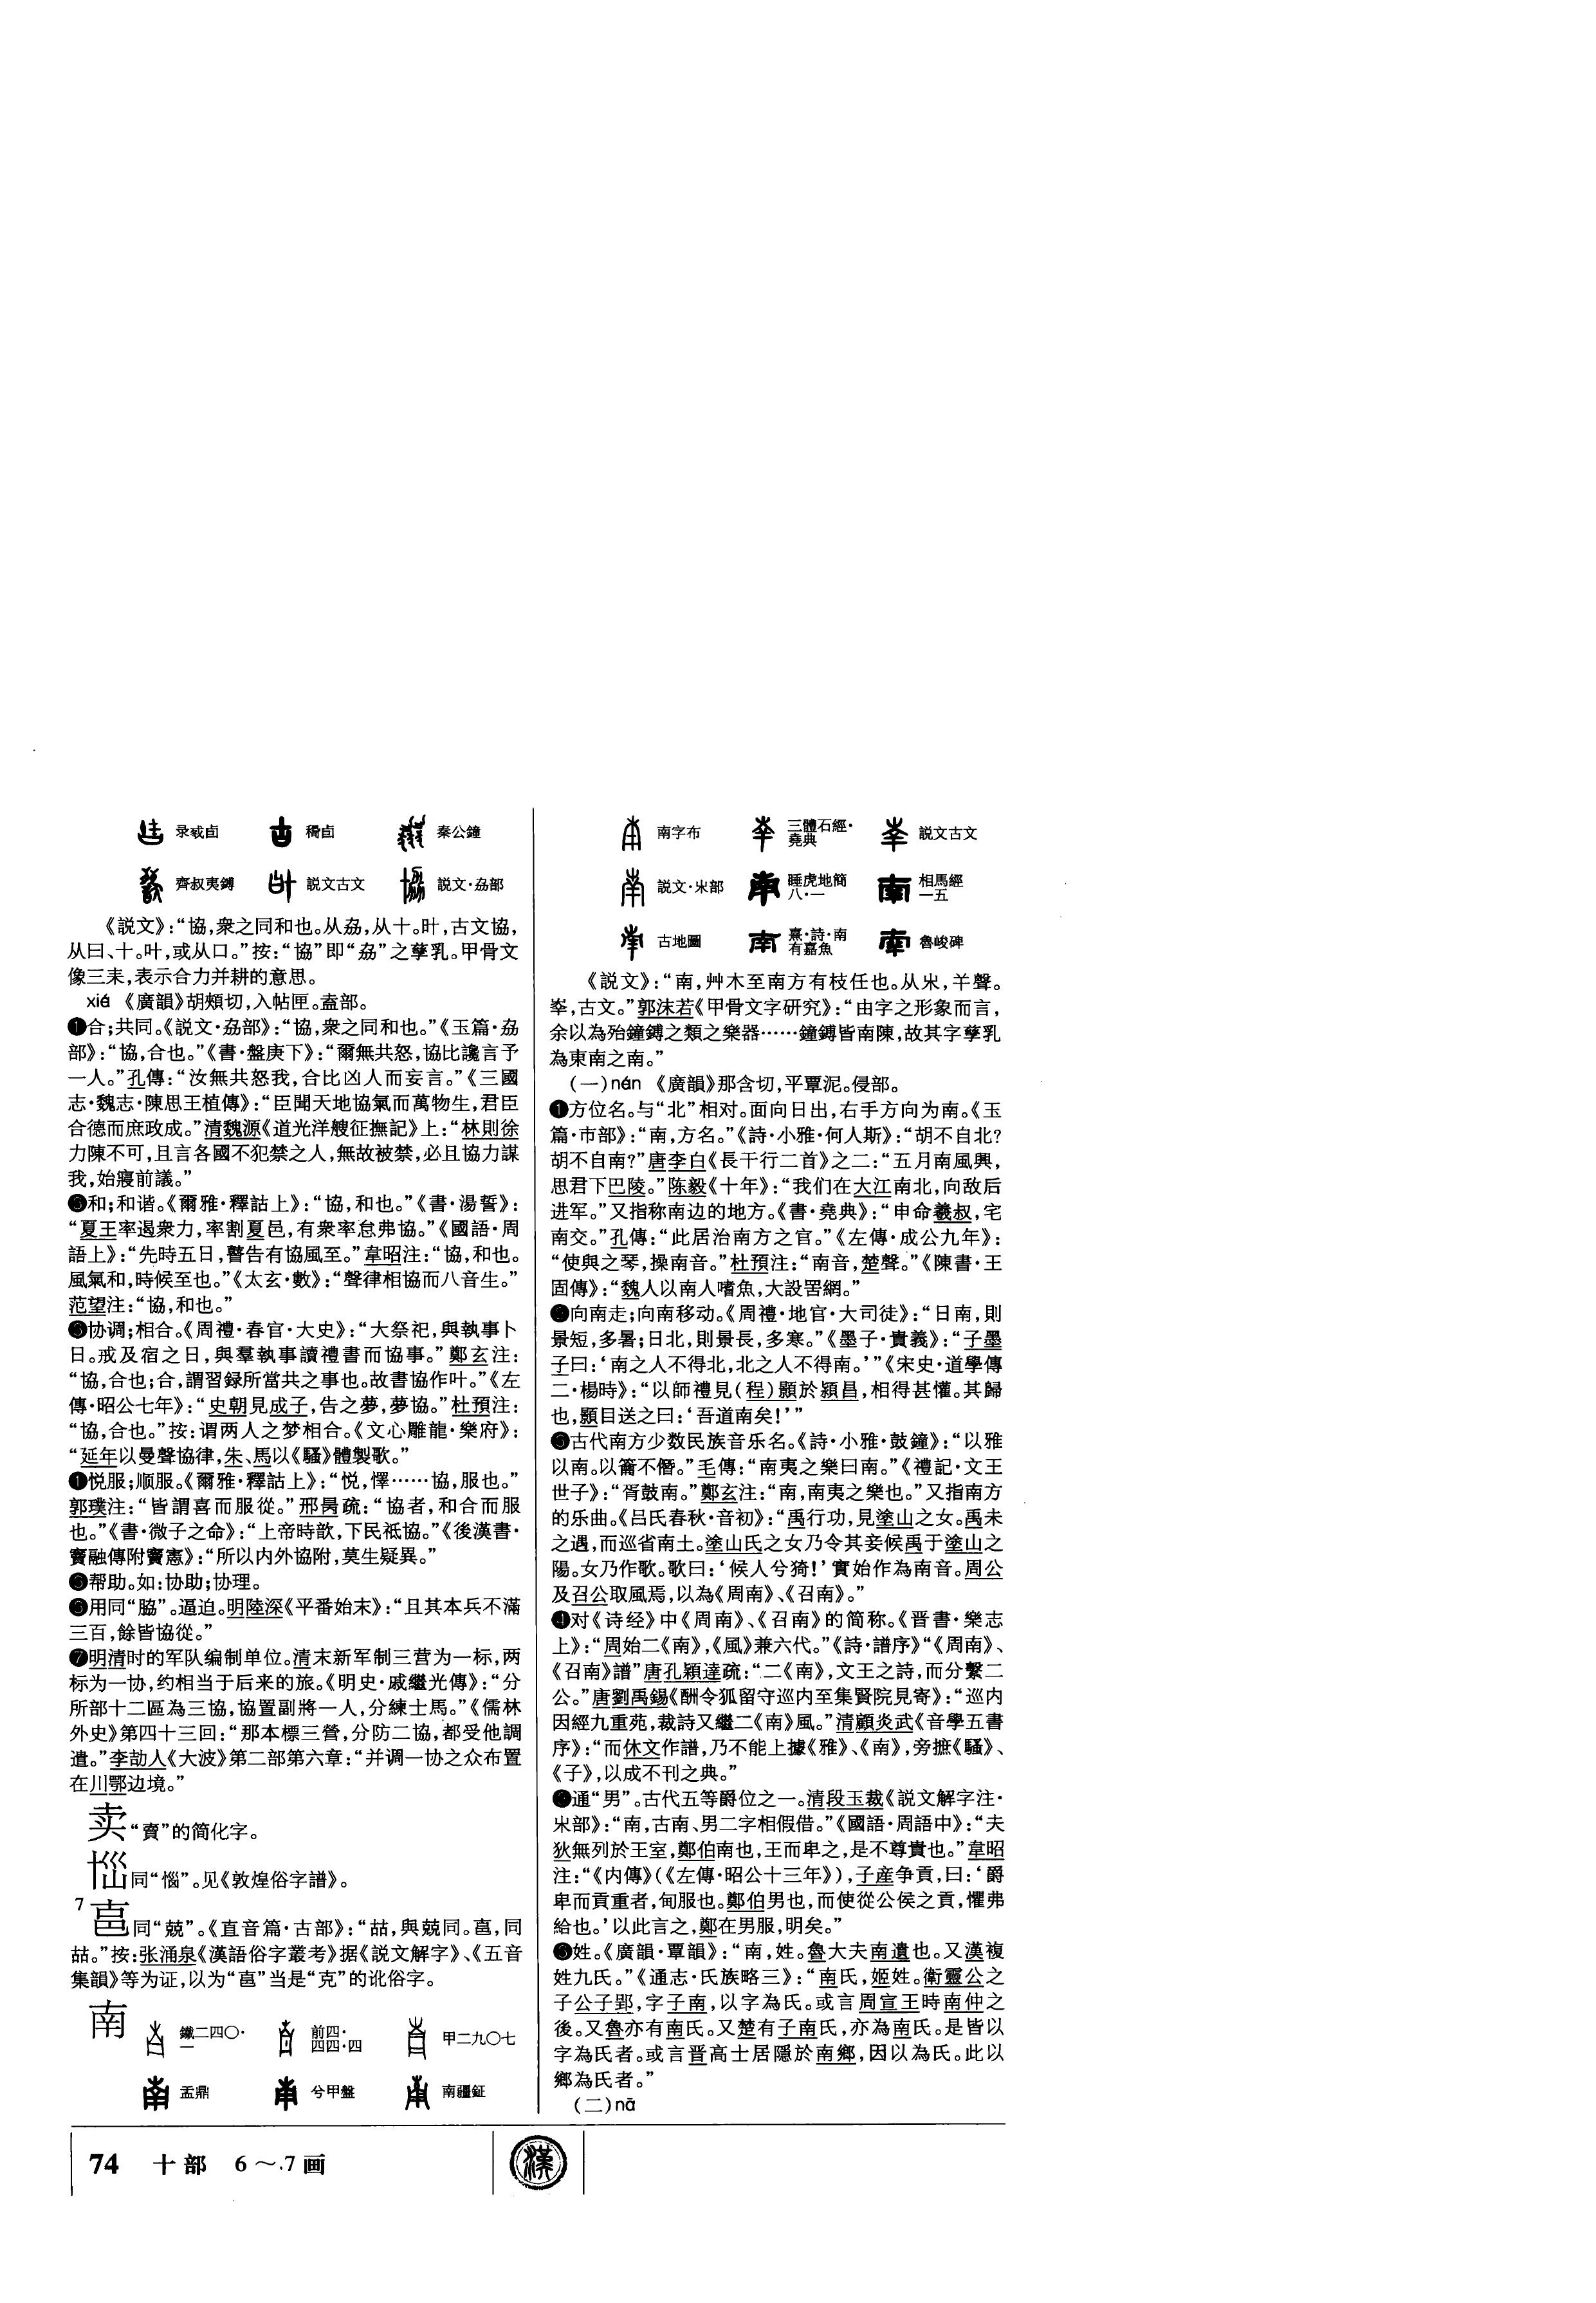 录𢦚卣　䅵卣　秦公鐘
齊叔夷鎛　説文古文　説文·劦部
《説文》：“協，衆之同和也。从劦，从十。叶，古文協，
从曰、十。叶，或从口。”按：“協”即“劦”之孳乳。甲骨文
像三耒，表示合力并耕的意思。
xié　《廣韻》胡頰切，入帖匣。盍部。
❶合；共同。《説文·劦部》：“協，衆之同和也。”《玉篇·劦
部》：“協，合也。”《書·盤庚下》：“爾無共怒，協比讒言予
一人。”孔傳：“汝無共怒我，合比凶人而妄言。”《三國
志·魏志·陳思王植傳》：“臣聞天地協氣而萬物生，君臣
合德而庶政成。”清魏源《道光洋艘征撫記》上：“林則徐
力陳不可，且言各國不犯禁之人，無故被禁，必且協力謀
我，始寢前議。”
❷和；和谐。《爾雅·釋詁上》：“協，和也。”《書·湯誓》：
“夏王率遏衆力，率割夏邑，有衆率怠弗協。”《國語·周
語上》：“先時五日，瞽告有協風至。”韋昭注：“協，和也。
風氣和，時候至也。”《太玄·數》：“聲律相協而八音生。”
范望注：“協，和也。”
❸协调；相合。《周禮·春官·大史》：“大祭祀，與執事卜
日。戒及宿之日，與羣執事讀禮書而協事。”鄭玄注：
“協，合也；合，謂習録所當共之事也。故書協作叶。”《左
傳·昭公七年》：“史朝見成子，告之夢，夢協。”杜預注：
“協，合也。”按：谓两人之梦相合。《文心雕龍·樂府》：
“延年以曼聲協律，朱、馬以《騷》體製歌。”
❹悦服；顺服。《爾雅·釋詁上》：“悦，懌……協，服也。”
郭璞注：“皆謂喜而服從。”邢昺疏：“協者，和合而服
也。”《書·微子之命》：“上帝時歆，下民祗協。”《後漢書·
竇融傳附竇憲》：“所以内外協附，莫生疑異。”
❺帮助。如：协助；协理。
❻用同“脇”。逼迫。明陸深《平番始末》：“且其本兵不滿
三百，餘皆協從。”
❼明清时的军队编制单位。清末新军制三营为一标，两
标为一协，约相当于后来的旅。《明史·戚繼光傳》：“分
所部十二區為三協，協置副將一人，分練士馬。”《儒林
外史》第四十三回：“那本標三營，分防二協，都受他調
遣。”李劼人《大波》第二部第六章：“并调一协之众布置
在川鄂边境。”
卖“賣”的简化字。
同“惱”。见《敦煌俗字譜》。
7　同“兢”。《直音篇·古部》：“㔚，與兢同。，同
㔚。”按：张涌泉《漢語俗字叢考》据《説文解字》、《五音
集韻》等为证，以为“”当是“克”的讹俗字。
南　鐵二四〇·一　前四·四四·四　甲二九〇七
盂鼎　兮甲盤　南疆鉦
南字布　三體石經·堯典　説文古文
説文·𣎵部　睡虎地簡八·一　相馬經一五
古地圖　熹·詩·南有嘉魚　魯峻碑
《説文》：“南，艸木至南方有枝任也。从𣎵，𢆉聲。
𡴖，古文。”郭沫若《甲骨文字研究》：“由字之形象而言，
余以為殆鐘鎛之類之樂器……鐘鎛皆南陳，故其字孳乳
為東南之南。”
（一）nán　《廣韻》那含切，平覃泥。侵部。
❶方位名。与“北”相对。面向日出，右手方向为南。《玉
篇·巿部》：“南，方名。”《詩·小雅·何人斯》：“胡不自北？
胡不自南？”唐李白《長干行二首》之二：“五月南風興，
思君下巴陵。”陈毅《十年》：“我们在大江南北，向敌后
进军。”又指称南边的地方。《書·堯典》：“申命羲叔，宅
南交。”孔傳：“此居治南方之官。”《左傳·成公九年》：
“使與之琴，操南音。”杜預注：“南音，楚聲。”《陳書·王
固傳》：“魏人以南人嗜魚，大設罟網。”
❷向南走；向南移动。《周禮·地官·大司徒》：“日南，則
景短，多暑；日北，則景長，多寒。”《墨子·貴義》：“子墨
子曰：‘南之人不得北，北之人不得南。’”《宋史·道學傳
二·楊時》：“以師禮見（程）顥於潁昌，相得甚懽。其歸
也，顥目送之曰：‘吾道南矣！’”
❸古代南方少数民族音乐名。《詩·小雅·鼓鐘》：“以雅
以南。以籥不僭。”毛傳：“南夷之樂曰南。”《禮記·文王
世子》：“胥鼓南。”鄭玄注：“南，南夷之樂也。”又指南方
的乐曲。《吕氏春秋·音初》：“禹行功，見塗山之女。禹未
之遇，而巡省南土。塗山氏之女乃令其妾候禹于塗山之
陽。女乃作歌。歌曰：‘候人兮猗！’實始作為南音。周公
及召公取風焉，以為《周南》、《召南》。”
❹对《诗经》中《周南》、《召南》的简称。《晋書·樂志
上》：“周始二《南》，《風》兼六代。”《詩·譜序》“《周南》、
《召南》譜”唐孔穎達疏：“二《南》，文王之詩，而分繫二
公。”唐劉禹錫《酬令狐留守巡内至集賢院見寄》：“巡内
因經九重苑，裁詩又繼二《南》風。”清顧炎武《音學五書
序》：“而休文作譜，乃不能上據《雅》、《南》，旁摭《騷》、
《子》，以成不刊之典。”
❺通“男”。古代五等爵位之一。清段玉裁《説文解字注·
𣎵部》：“南，古南、男二字相假借。”《國語·周語中》：“夫
狄無列於王室，鄭伯南也，王而卑之，是不尊貴也。”韋昭
注：“《内傳》（《左傳·昭公十三年》），子産争貢，曰：‘爵
卑而貢重者，甸服也。鄭伯男也，而使從公侯之貢，懼弗
給也。’以此言之，鄭在男服，明矣。”
❻姓。《廣韻·覃韻》：“南，姓。魯大夫南遺也。又漢複
姓九氏。”《通志·氏族略三》：“南氏，姬姓。衛靈公之
子公子郢，字子南，以字為氏。或言周宣王時南仲之
後。又魯亦有南氏。又楚有子南氏，亦為南氏。是皆以
字為氏者。或言晋高士居隱於南鄉，因以為氏。此以
鄉為氏者。”
（二）nā
74　十部　6～7画
漢